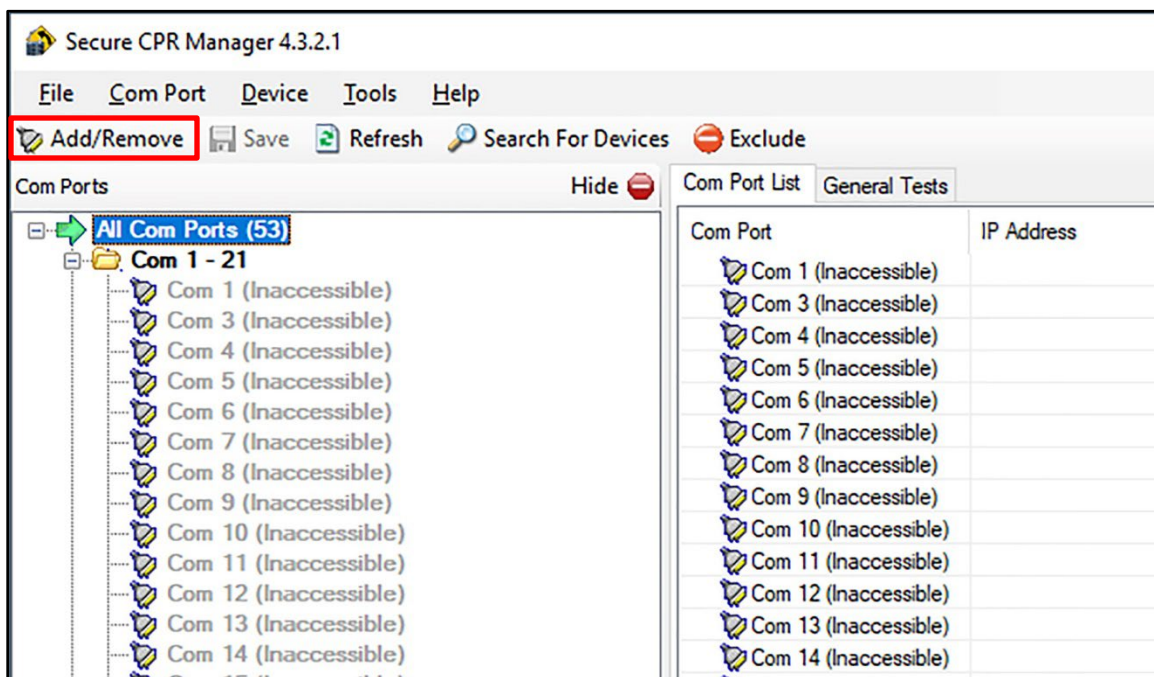 Secure CPR Manager 4.3.2.1
File Com Port Device Tools Help
Add/Remove Save Refresh Search For Devices Exclude
Com Ports Hide
All Com Ports (53)
Com 1 - 21
Com 1 (Inaccessible)
Com 3 (Inaccessible)
Com 4 (Inaccessible)
Com 5 (Inaccessible)
Com 6 (Inaccessible)
Com 7 (Inaccessible)
Com 8 (Inaccessible)
Com 9 (Inaccessible)
Com 10 (Inaccessible)
Com 11 (Inaccessible)
Com 12 (Inaccessible)
Com 13 (Inaccessible)
Com 14 (Inaccessible)
Com Port List General Tests
Com Port IP Address
Com 1 (Inaccessible)
Com 3 (Inaccessible)
Com 4 (Inaccessible)
Com 5 (Inaccessible)
Com 6 (Inaccessible)
Com 7 (Inaccessible)
Com 8 (Inaccessible)
Com 9 (Inaccessible)
Com 10 (Inaccessible)
Com 11 (Inaccessible)
Com 12 (Inaccessible)
Com 13 (Inaccessible)
Com 14 (Inaccessible)